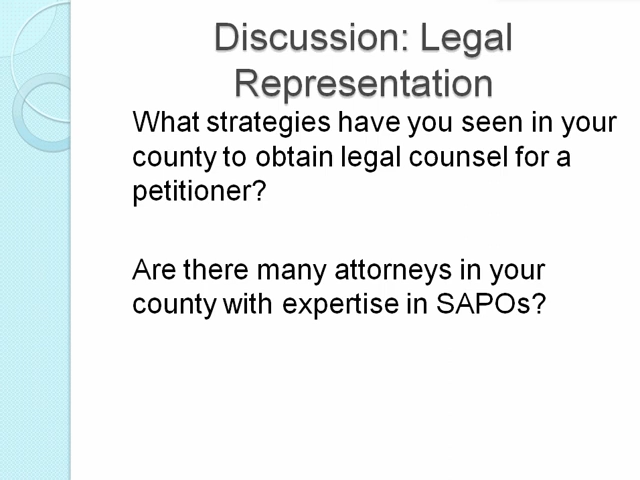 Discussion: Legal
Representation
What strategies have you seen in your
county to obtain legal counsel for a
petitioner?
Are there many attorneys in your
county with expertise in SAPOs?